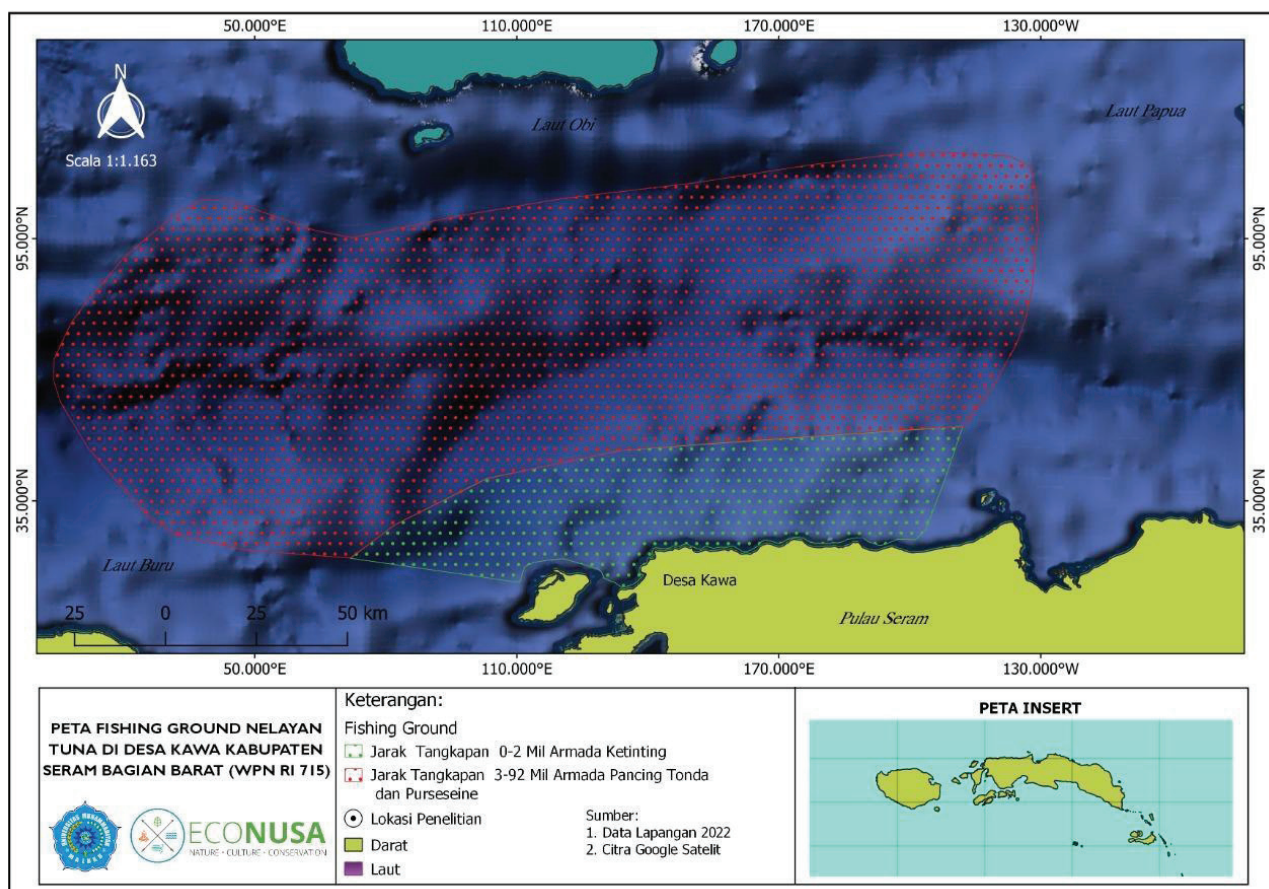 50.000°E 110.000°E 170.000°E 130.000°W
N
Scala 1:1.163
Laut Obi
Laut Papua
95.000°N
95.000°N
35.000°N
35.000°N
Laut Buru
Desa Kawa
Pulau Seram
25 0 25 50 km
50.000°E 110.000°E 170.000°E 130.000°W
PETA FISHING GROUND NELAYAN
TUNA DI DESA KAWA KABUPATEN
SERAM BAGIAN BARAT (WPN RI 715)
ECONUSA
NATURE · CULTURE · CONSERVATION
Keterangan:
Fishing Ground
Jarak Tangkapan 0-2 Mil Armada Ketinting
Jarak Tangkapan 3-92 Mil Armada Pancing Tonda
dan Purseseine
Lokasi Penelitian
Darat
Laut
Sumber:
1. Data Lapangan 2022
2. Citra Google Satelit
PETA INSERT